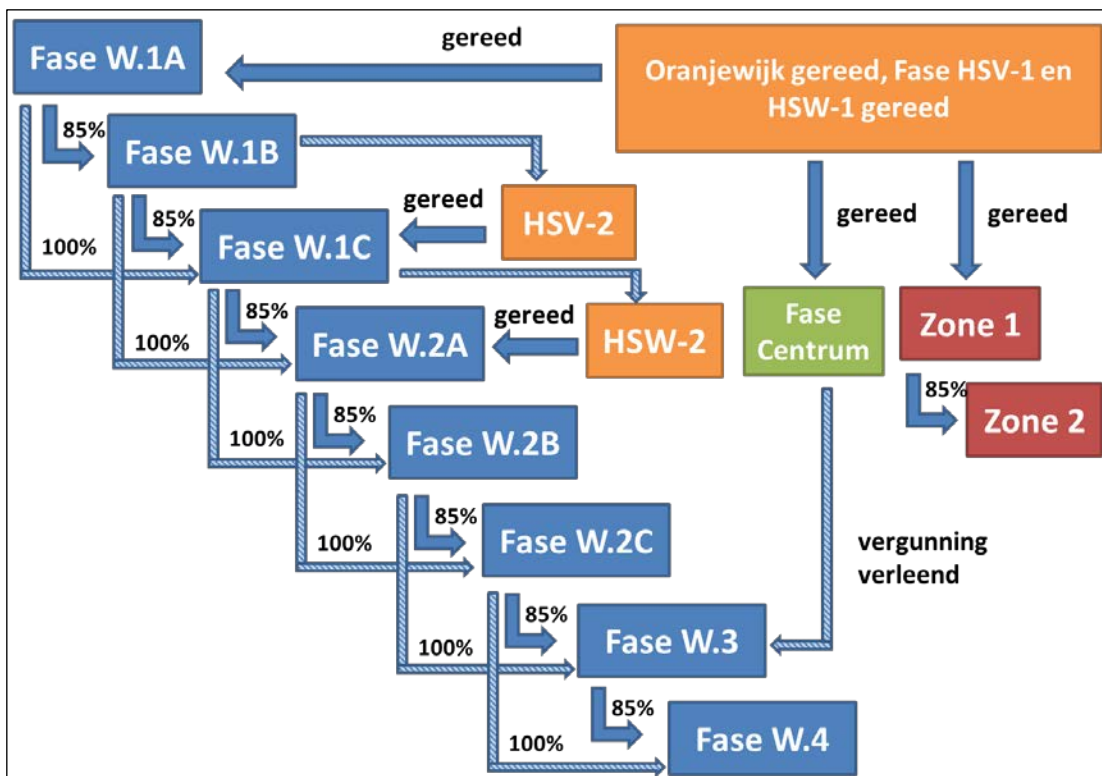 Fase W.1A
gereed
Oranjewijk gereed, Fase HSV-1 en
HSW-1 gereed
85%
Fase W.1B
gereed
HSV-2
gereed
gereed
85%
Fase W.1C
100%
Fase
Centrum
Zone 1
85%
Fase W.2A
gereed
HSW-2
100%
85%
Zone 2
85%
Fase W.2B
100%
85%
Fase W.2C
100%
vergunning
verleend
85%
Fase W.3
100%
85%
Fase W.4
100%